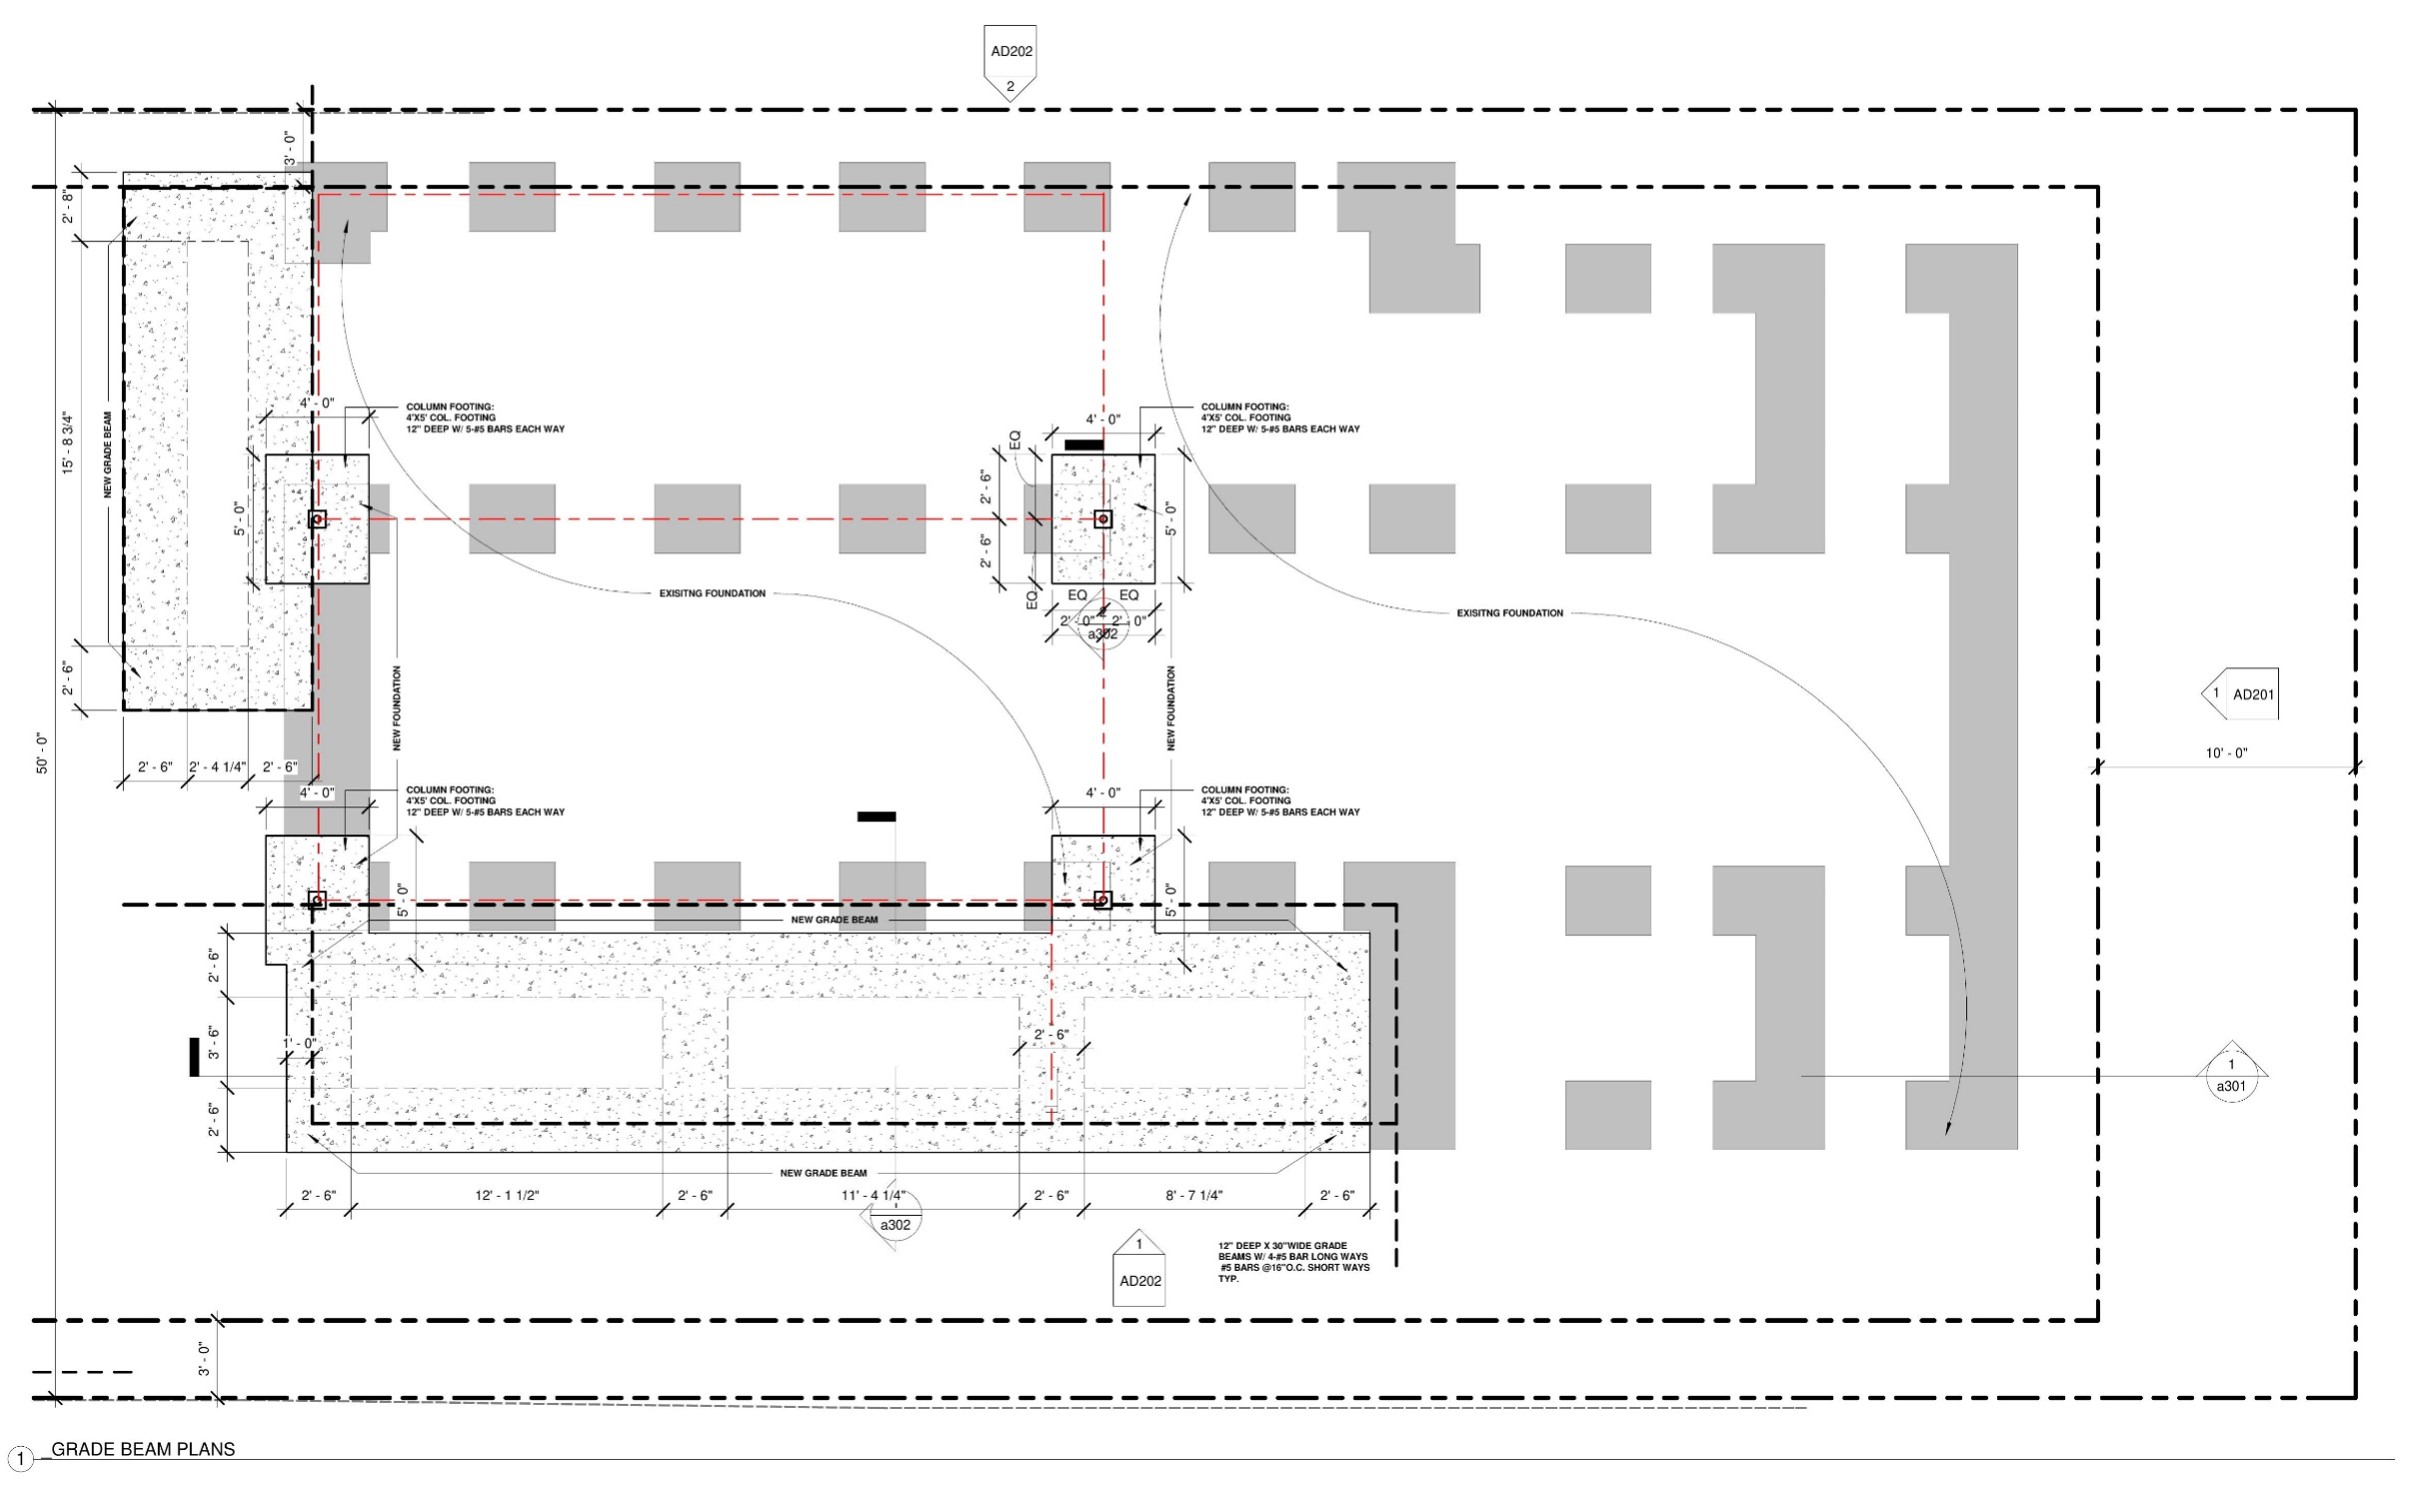 AD202
2
3' - 0"
2' - 8"
NEW GRADE BEAM
15' - 8 3/4"
4' - 0"
COLUMN FOOTING:
4'X5' COL. FOOTING
12" DEEP W/ 5-#5 BARS EACH WAY
4' - 0"
COLUMN FOOTING:
4'X5' COL. FOOTING
12" DEEP W/ 5-#5 BARS EACH WAY
EQ
2' - 6"
5' - 0"
5' - 0"
2' - 6"
EXISITNG FOUNDATION
EQ
EQ
EQ
2' - 0"
2' - 0"
a302
EXISITNG FOUNDATION
2' - 6"
NEW FOUNDATION
NEW FOUNDATION
1
AD201
50' - 0"
10' - 0"
2' - 6"
2' - 4 1/4"
2' - 6"
4' - 0"
COLUMN FOOTING:
4'X5' COL. FOOTING
12" DEEP W/ 5-#5 BARS EACH WAY
4' - 0"
COLUMN FOOTING:
4'X5' COL. FOOTING
12" DEEP W/ 5-#5 BARS EACH WAY
5' - 0"
5' - 0"
NEW GRADE BEAM
2' - 6"
3' - 6"
1' - 0"
2' - 6"
1
a301
2' - 6"
NEW GRADE BEAM
2' - 6"
12' - 1 1/2"
2' - 6"
11' - 4 1/4"
2' - 6"
8' - 7 1/4"
2' - 6"
a302
1
AD202
12" DEEP X 30"WIDE GRADE
BEAMS W/ 4-#5 BAR LONG WAYS
#5 BARS @16"O.C. SHORT WAYS
TYP.
3' - 0"
1
GRADE BEAM PLANS